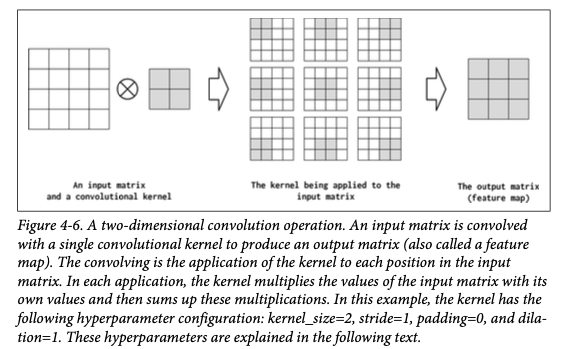 An input matrix
and a convolutional kernel
The kernel being applied to the
input matrix
The output matrix
(feature map)
Figure 4-6. A two-dimensional convolution operation. An input matrix is convolved
with a single convolutional kernel to produce an output matrix (also called a feature
map). The convolving is the application of the kernel to each position in the input
matrix. In each application, the kernel multiplies the values of the input matrix with its
own values and then sums up these multiplications. In this example, the kernel has the
following hyperparameter configuration: kernel_size=2, stride=1, padding=0, and dila-
tion=1. These hyperparameters are explained in the following text.